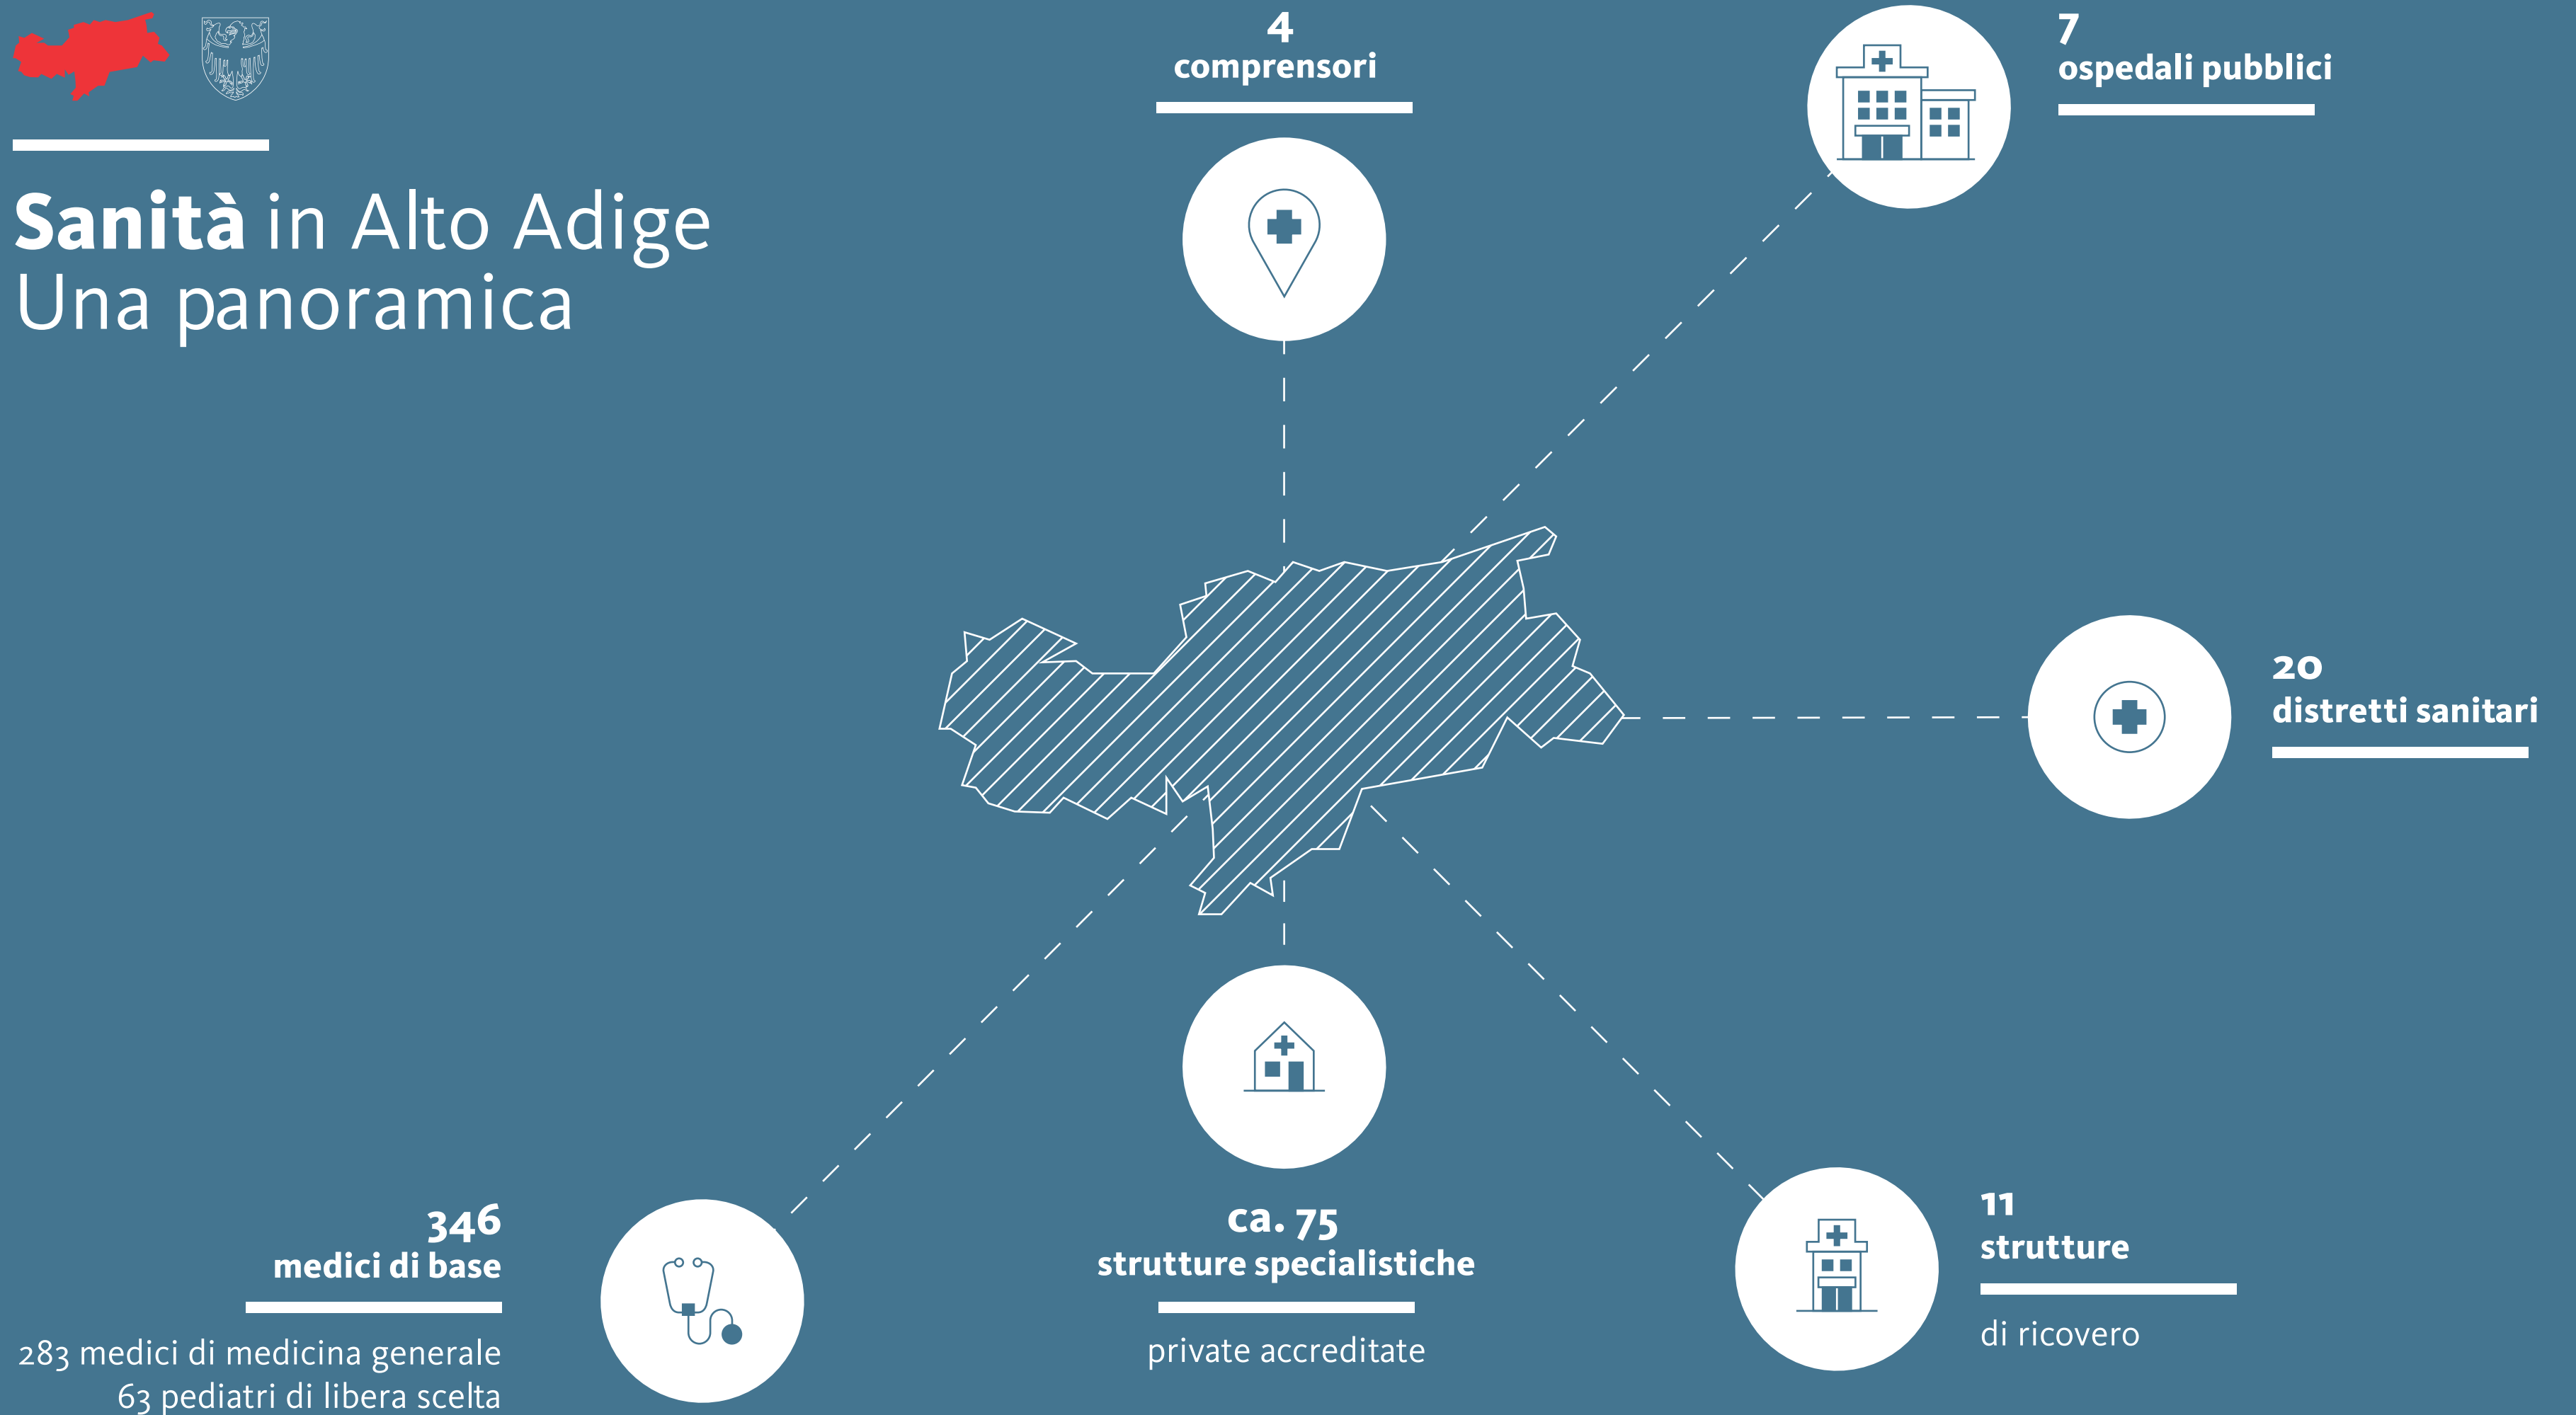 Sanità in Alto Adige
Una panoramica
4
comprensori
7
ospedali pubblici
20
distretti sanitari
346
medici di base
283 medici di medicina generale
63 pediatri di libera scelta
ca. 75
strutture specialistiche
private accreditate
11
strutture
di ricovero